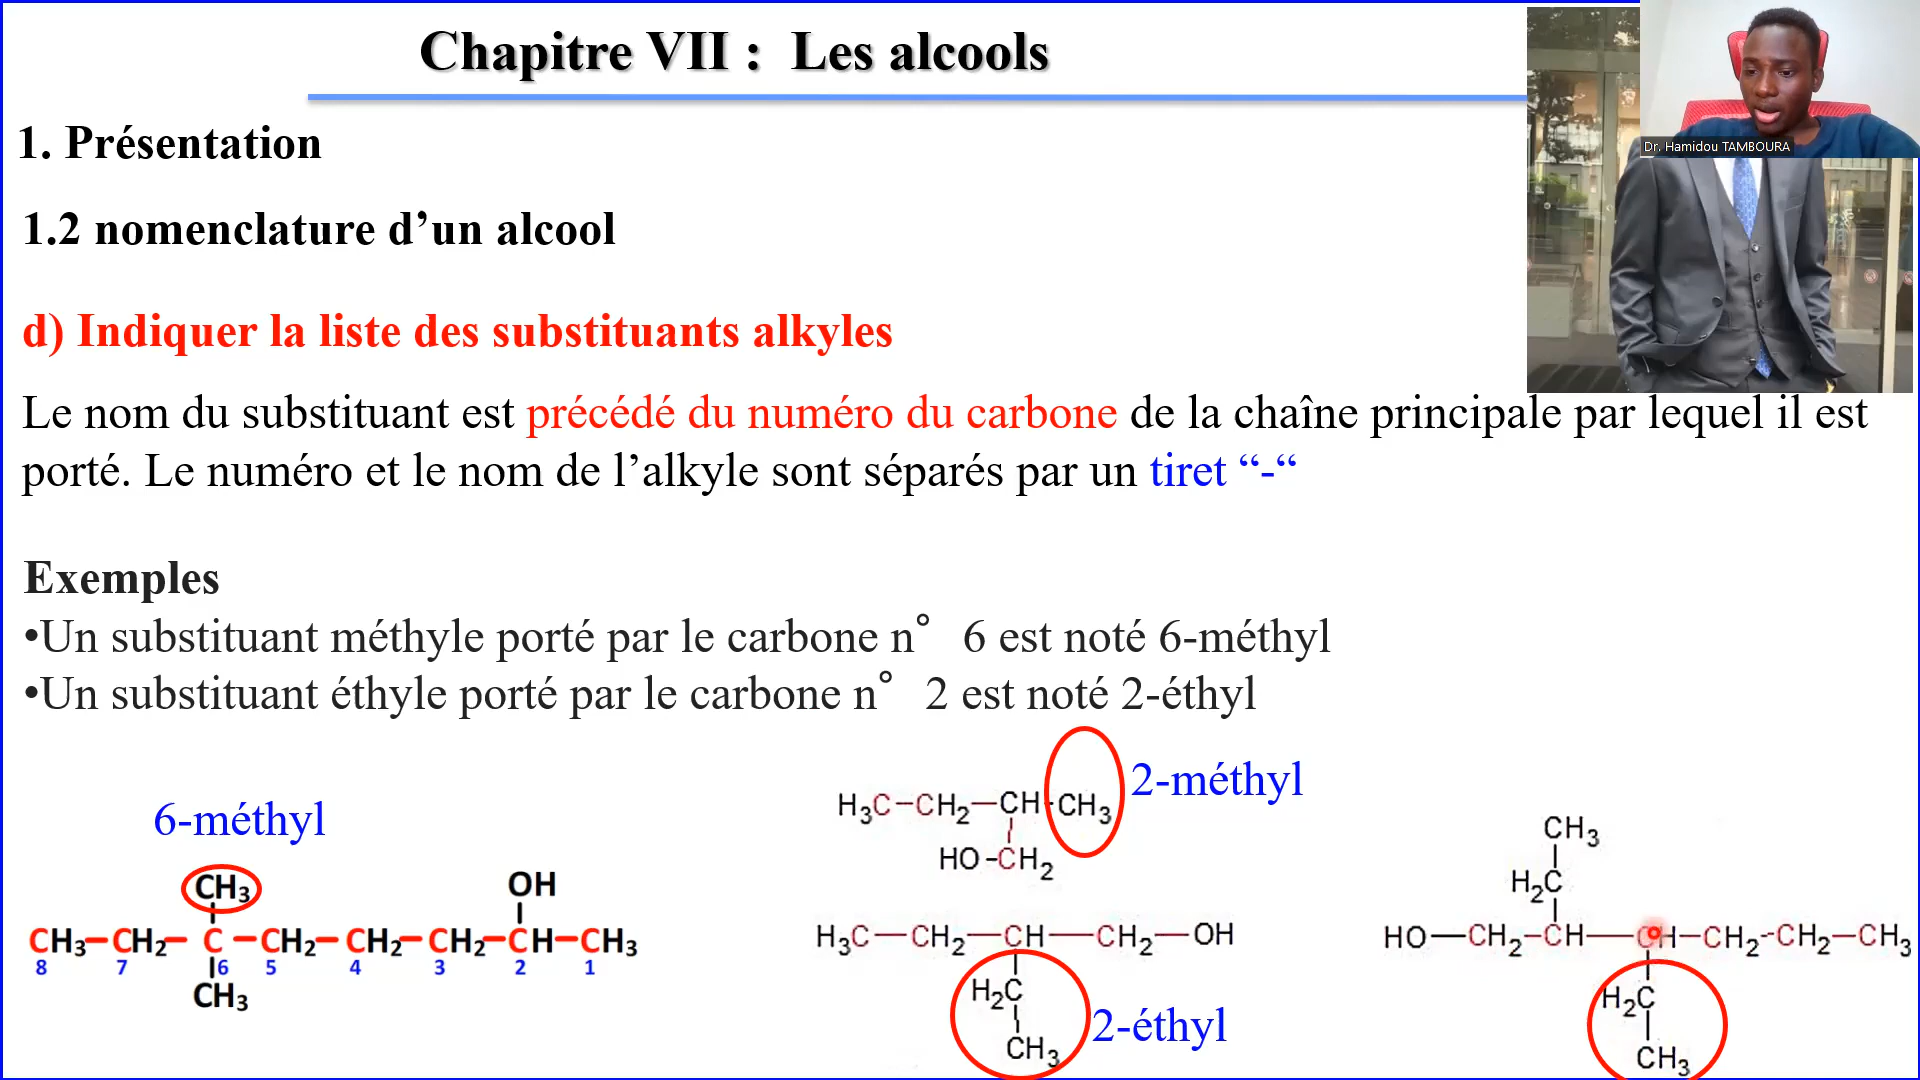 Chapitre VII : Les alcools
Dr. Hamidou TAMBOURA
1. Présentation
1.2 nomenclature d’un alcool
d) Indiquer la liste des substituants alkyles
Le nom du substituant est précédé du numéro du carbone de la chaîne principale par lequel il est
porté. Le numéro et le nom de l’alkyle sont séparés par un tiret “-“
Exemples
•Un substituant méthyle porté par le carbone n° 6 est noté 6-méthyl
•Un substituant éthyle porté par le carbone n° 2 est noté 2-éthyl
6-méthyl
CH₃ OH
CH₃–CH₂–C–CH₂–CH₂–CH₂–CH–CH₃
8 7 6 5 4 3 2 1
CH₃
2-méthyl
H₃C–CH₂–CH–CH₃
HO–CH₂
H₃C–CH₂–CH–CH₂–OH
H₂C
CH₃
2-éthyl
CH₃
H₂C
HO–CH₂–CH–CH–CH₂–CH₂–CH₃
H₂C
CH₃